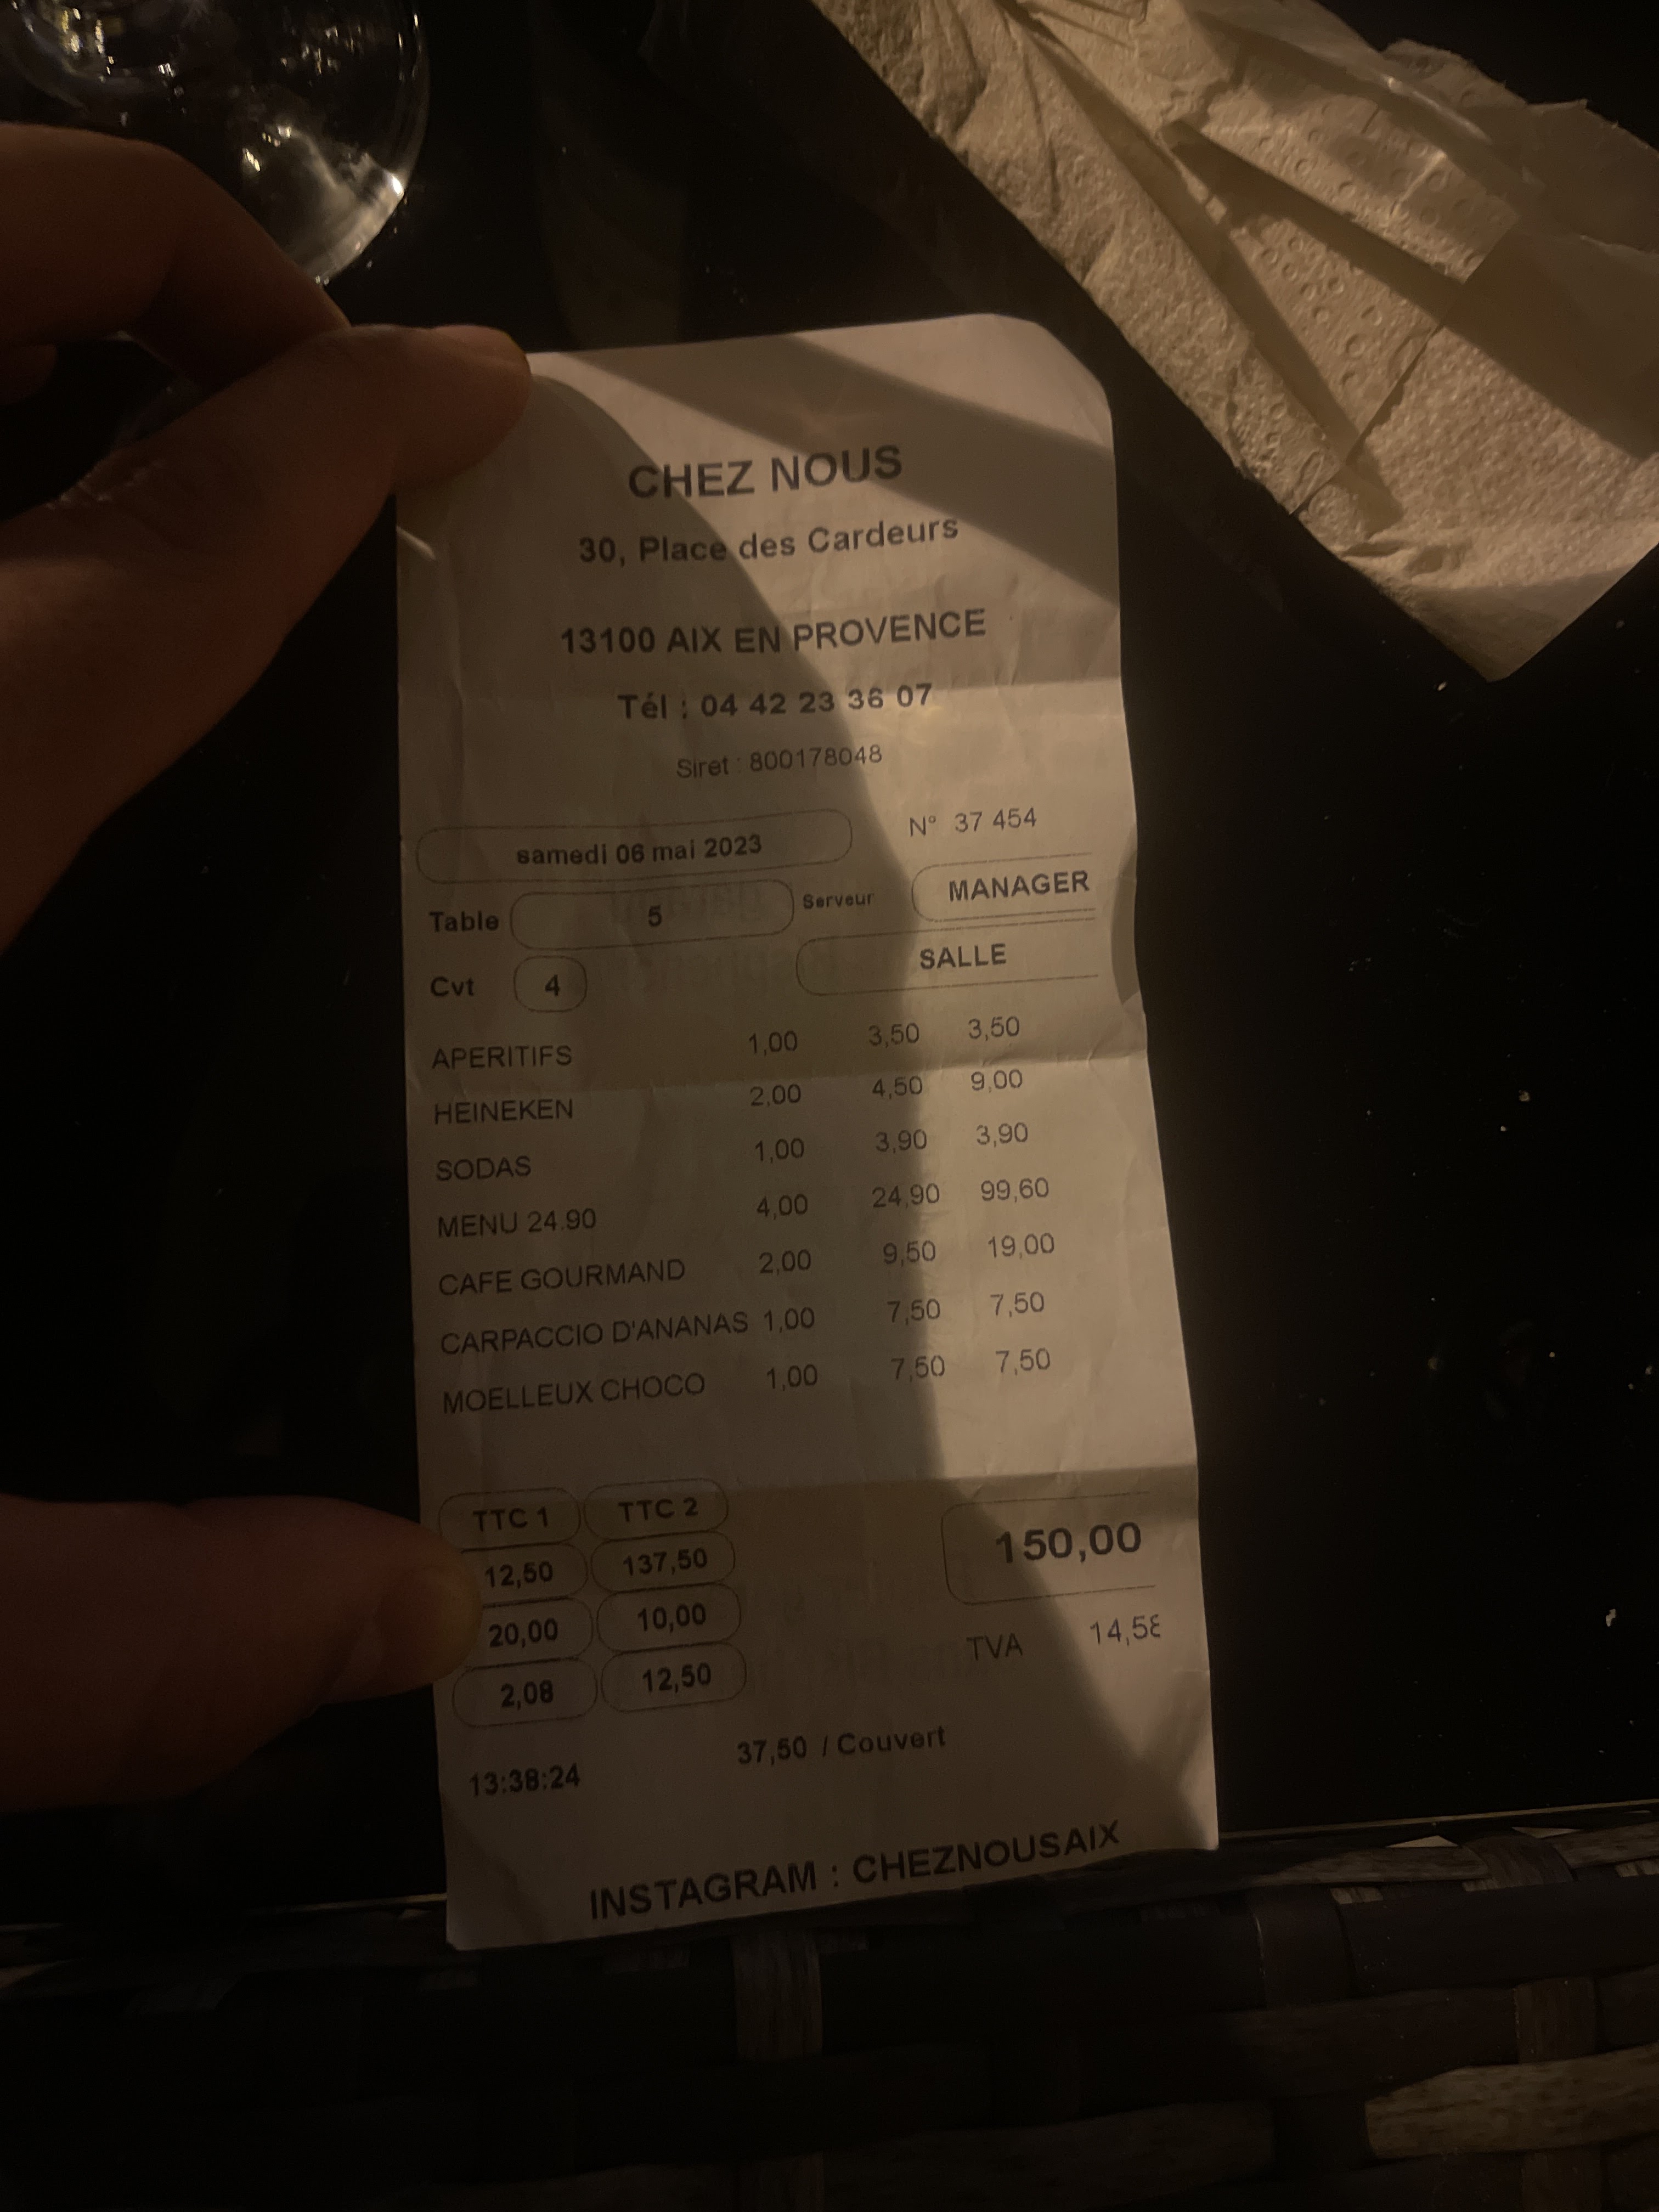 CHEZ NOUS
30, Place des Cardeurs
13100 AIX EN PROVENCE
Tél : 04 42 23 36 07
Siret : 800178048
N° 37 454
samedi 06 mai 2023
Table 5 Serveur MANAGER
Cvt 4 SALLE
APERITIFS 1,00 3,50 3,50
HEINEKEN 2,00 4,50 9,00
SODAS 1,00 3,90 3,90
MENU 24.90 4,00 24,90 99,60
CAFE GOURMAND 2,00 9,50 19,00
CARPACCIO D'ANANAS 1,00 7,50 7,50
MOELLEUX CHOCO 1,00 7,50 7,50
TTC 1 TTC 2
12,50 137,50 150,00
20,00 10,00 TVA 14,58
2,08 12,50
13:38:24 37,50 / Couvert
INSTAGRAM : CHEZNOUSAIX